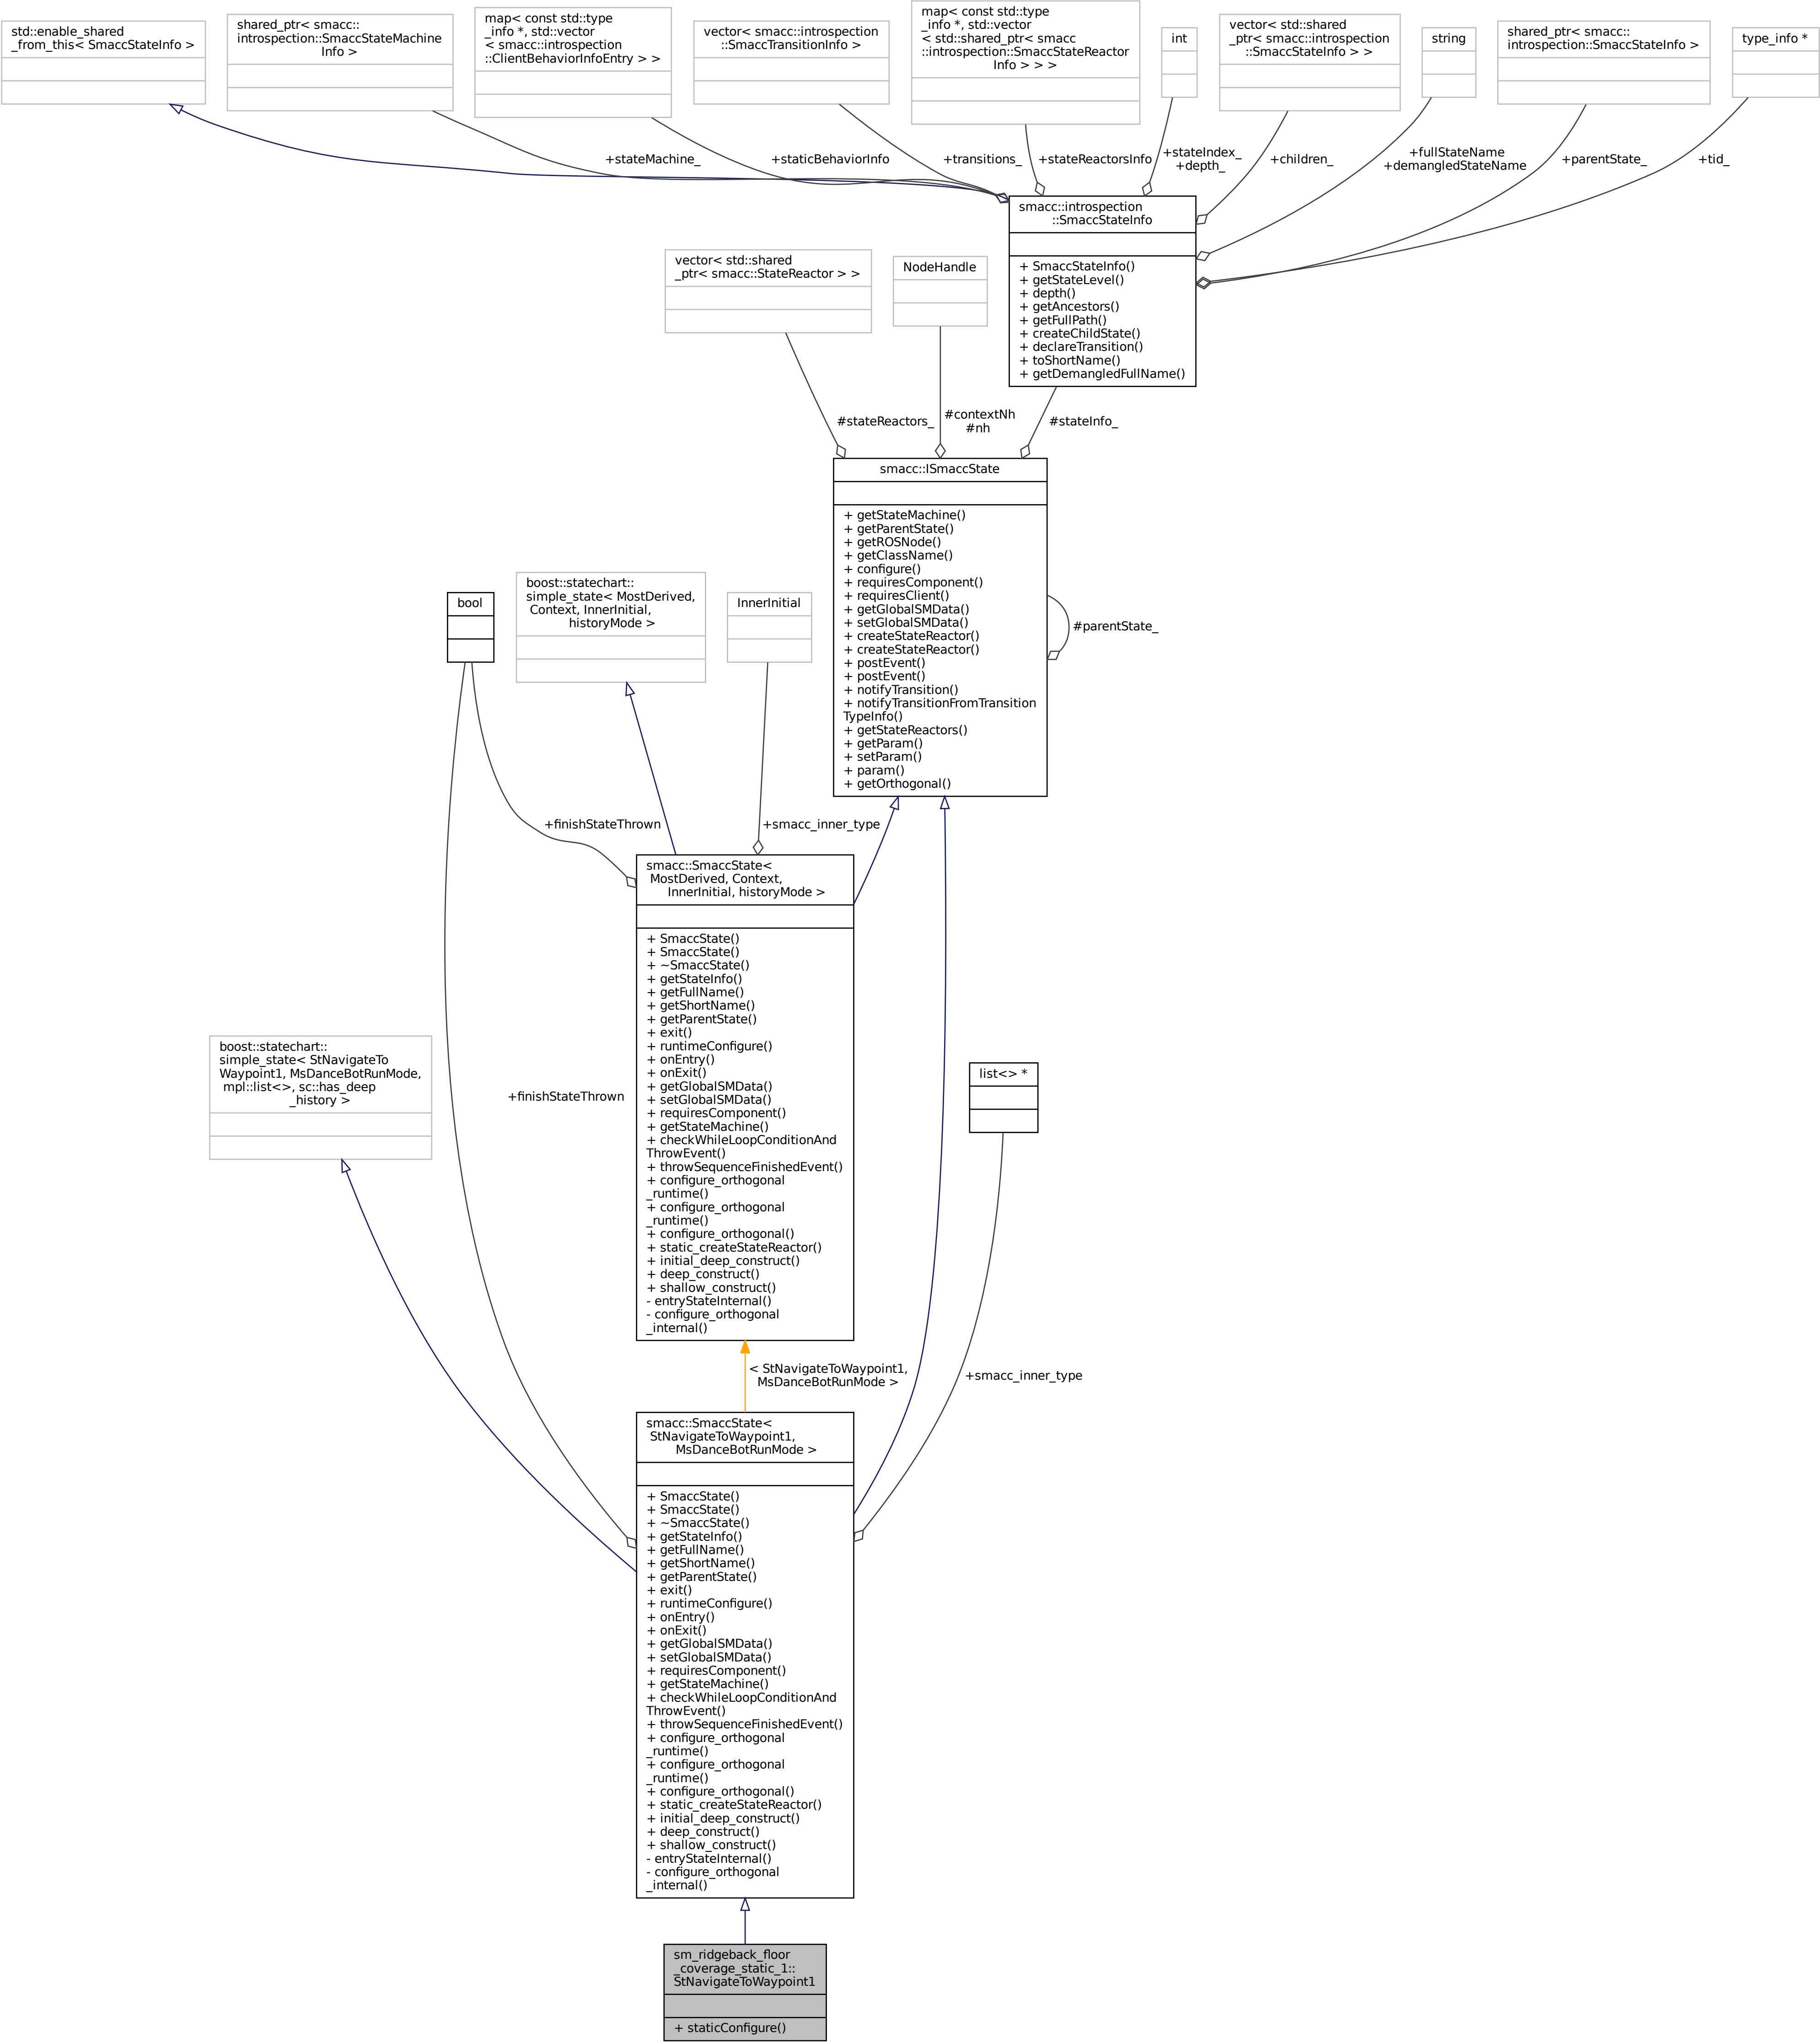 std::enable_shared
_from_this< SmaccStateInfo >
shared_ptr< smacc::
introspection::SmaccStateMachine
Info >
map< const std::type
_info *, std::vector
< smacc::introspection
::ClientBehaviorInfoEntry > >
vector< smacc::introspection
::SmaccTransitionInfo >
map< const std::type
_info *, std::vector
< std::shared_ptr< smacc
::introspection::SmaccStateReactor
Info > > >
int
vector< std::shared
_ptr< smacc::introspection
::SmaccStateInfo > >
string
shared_ptr< smacc::
introspection::SmaccStateInfo >
type_info *
+stateMachine_
+staticBehaviorInfo
+transitions_
+stateReactorsInfo
+stateIndex_
+depth_
+children_
+fullStateName
+demangledStateName
+parentState_
+tid_
smacc::introspection
::SmaccStateInfo
+ SmaccStateInfo()
+ getStateLevel()
+ depth()
+ getAncestors()
+ getFullPath()
+ createChildState()
+ declareTransition()
+ toShortName()
+ getDemangledFullName()
vector< std::shared
_ptr< smacc::StateReactor > >
NodeHandle
#stateReactors_
#contextNh
#nh
#stateInfo_
smacc::ISmaccState
+ getStateMachine()
+ getParentState()
+ getROSNode()
+ getClassName()
+ configure()
+ requiresComponent()
+ requiresClient()
+ getGlobalSMData()
+ setGlobalSMData()
+ createStateReactor()
+ createStateReactor()
+ postEvent()
+ postEvent()
+ notifyTransition()
+ notifyTransitionFromTransition
TypeInfo()
+ getStateReactors()
+ getParam()
+ setParam()
+ param()
+ getOrthogonal()
#parentState_
bool
boost::statechart::
simple_state< MostDerived,
Context, InnerInitial,
historyMode >
InnerInitial
+finishStateThrown
+smacc_inner_type
smacc::SmaccState<
MostDerived, Context,
InnerInitial, historyMode >
+ SmaccState()
+ SmaccState()
+ ~SmaccState()
+ getStateInfo()
+ getFullName()
+ getShortName()
+ getParentState()
+ exit()
+ runtimeConfigure()
+ onEntry()
+ onExit()
+ getGlobalSMData()
+ setGlobalSMData()
+ requiresComponent()
+ getStateMachine()
+ checkWhileLoopConditionAnd
ThrowEvent()
+ throwSequenceFinishedEvent()
+ configure_orthogonal
_runtime()
+ configure_orthogonal
_runtime()
+ configure_orthogonal()
+ static_createStateReactor()
+ initial_deep_construct()
+ deep_construct()
+ shallow_construct()
- entryStateInternal()
- configure_orthogonal
_internal()
boost::statechart::
simple_state< StNavigateTo
Waypoint1, MsDanceBotRunMode,
mpl::list<>, sc::has_deep
_history >
+finishStateThrown
list<> *
< StNavigateToWaypoint1,
MsDanceBotRunMode >
+smacc_inner_type
smacc::SmaccState<
StNavigateToWaypoint1,
MsDanceBotRunMode >
+ SmaccState()
+ SmaccState()
+ ~SmaccState()
+ getStateInfo()
+ getFullName()
+ getShortName()
+ getParentState()
+ exit()
+ runtimeConfigure()
+ onEntry()
+ onExit()
+ getGlobalSMData()
+ setGlobalSMData()
+ requiresComponent()
+ getStateMachine()
+ checkWhileLoopConditionAnd
ThrowEvent()
+ throwSequenceFinishedEvent()
+ configure_orthogonal
_runtime()
+ configure_orthogonal
_runtime()
+ configure_orthogonal()
+ static_createStateReactor()
+ initial_deep_construct()
+ deep_construct()
+ shallow_construct()
- entryStateInternal()
- configure_orthogonal
_internal()
sm_ridgeback_floor
_coverage_static_1::
StNavigateToWaypoint1
+ staticConfigure()